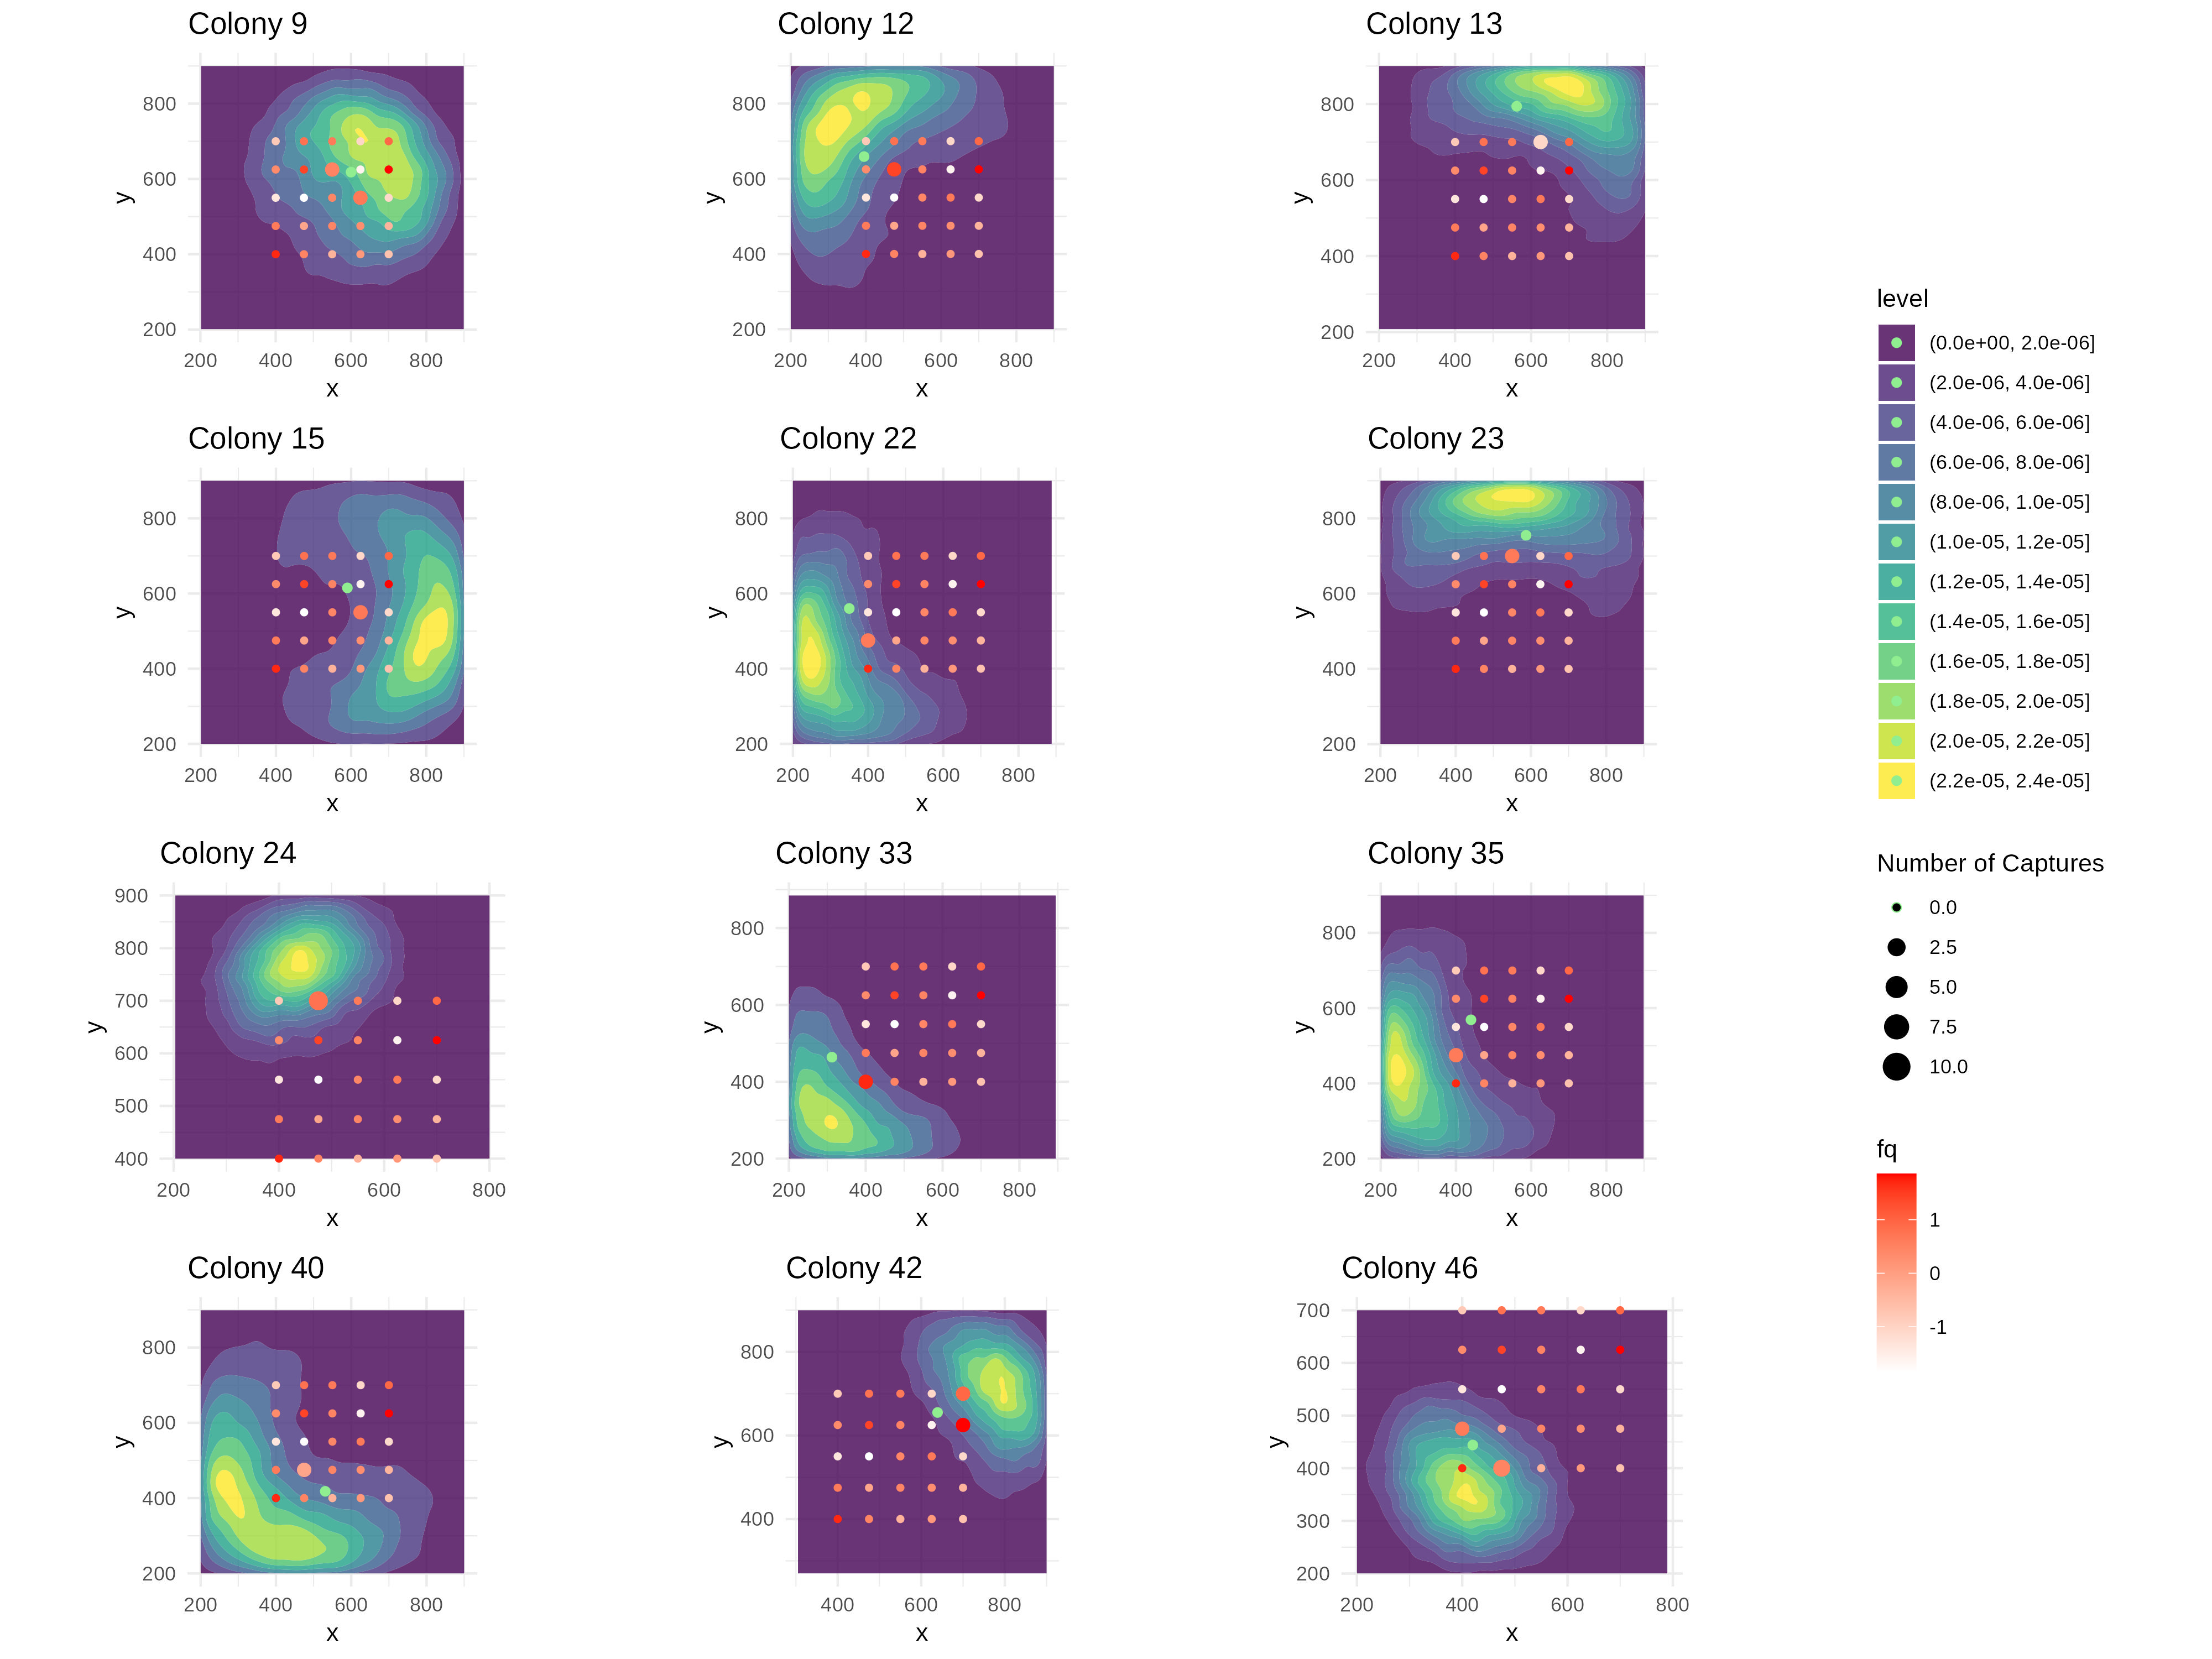 Colony 9
Colony 12
Colony 13
y
800
600
400
200
200 400 600 800
x
y
800
600
400
200
200 400 600 800
x
y
800
600
400
200
200 400 600 800
x
Colony 15
Colony 22
Colony 23
y
800
600
400
200
200 400 600 800
x
y
800
600
400
200
200 400 600 800
x
y
800
600
400
200
200 400 600 800
x
Colony 24
Colony 33
Colony 35
y
900
800
700
600
500
400
200 400 600 800
x
y
800
600
400
200
200 400 600 800
x
y
800
600
400
200
200 400 600 800
x
Colony 40
Colony 42
Colony 46
y
800
600
400
200
200 400 600 800
x
y
800
600
400
400 600 800
x
y
700
600
500
400
300
200
200 400 600 800
x
level
(0.0e+00, 2.0e-06]
(2.0e-06, 4.0e-06]
(4.0e-06, 6.0e-06]
(6.0e-06, 8.0e-06]
(8.0e-06, 1.0e-05]
(1.0e-05, 1.2e-05]
(1.2e-05, 1.4e-05]
(1.4e-05, 1.6e-05]
(1.6e-05, 1.8e-05]
(1.8e-05, 2.0e-05]
(2.0e-05, 2.2e-05]
(2.2e-05, 2.4e-05]
Number of Captures
0.0
2.5
5.0
7.5
10.0
fq
1
0
-1